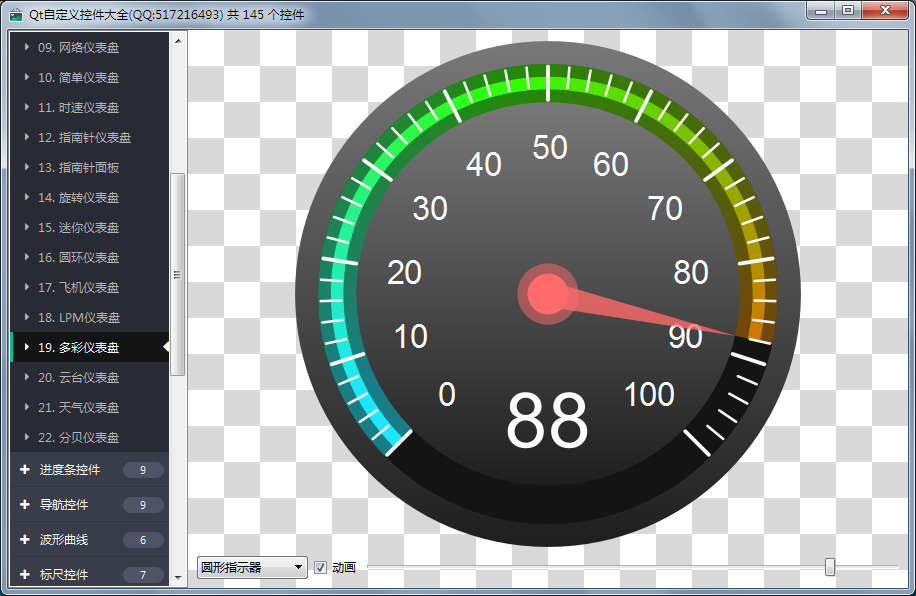 Qt自定义控件大全(QQ:517216493) 共 145 个控件
09. 网络仪表盘
10. 简单仪表盘
11. 时速仪表盘
12. 指南针仪表盘
13. 指南针面板
14. 旋转仪表盘
15. 迷你仪表盘
16. 圆环仪表盘
17. 飞机仪表盘
18. LPM仪表盘
19. 多彩仪表盘
20. 云台仪表盘
21. 天气仪表盘
22. 分贝仪表盘
进度条控件 9
导航控件 9
波形曲线 6
标尺控件 7
0
10
20
30
40
50
60
70
80
90
100
88
圆形指示器
动画